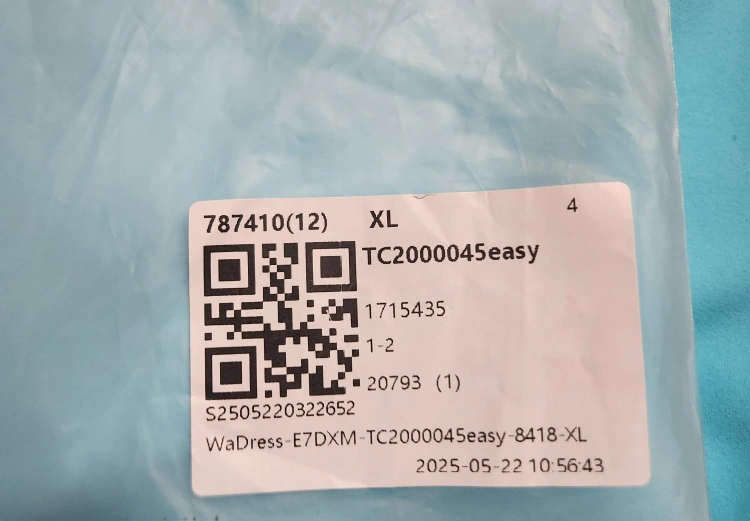 787410(12) XL 4
TC2000045easy
1715435
1-2
20793 (1)
S2505220322652
WaDress-E7DXM-TC2000045easy-8418-XL
2025-05-22 10:56:43